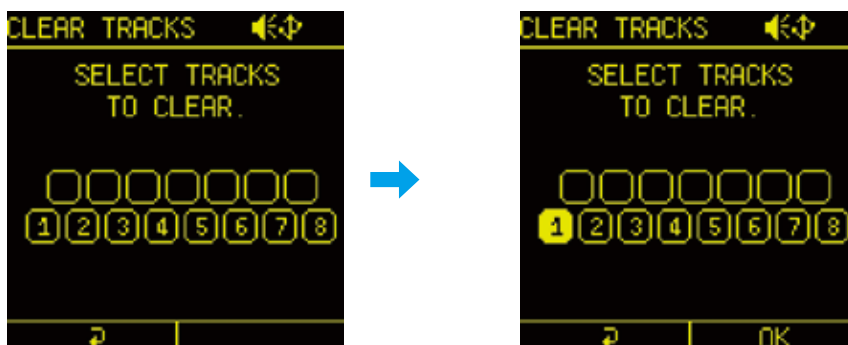 CLEAR TRACKS
SELECT TRACKS
TO CLEAR.
1 2 3 4 5 6 7 8
CLEAR TRACKS
SELECT TRACKS
TO CLEAR.
1 2 3 4 5 6 7 8
OK